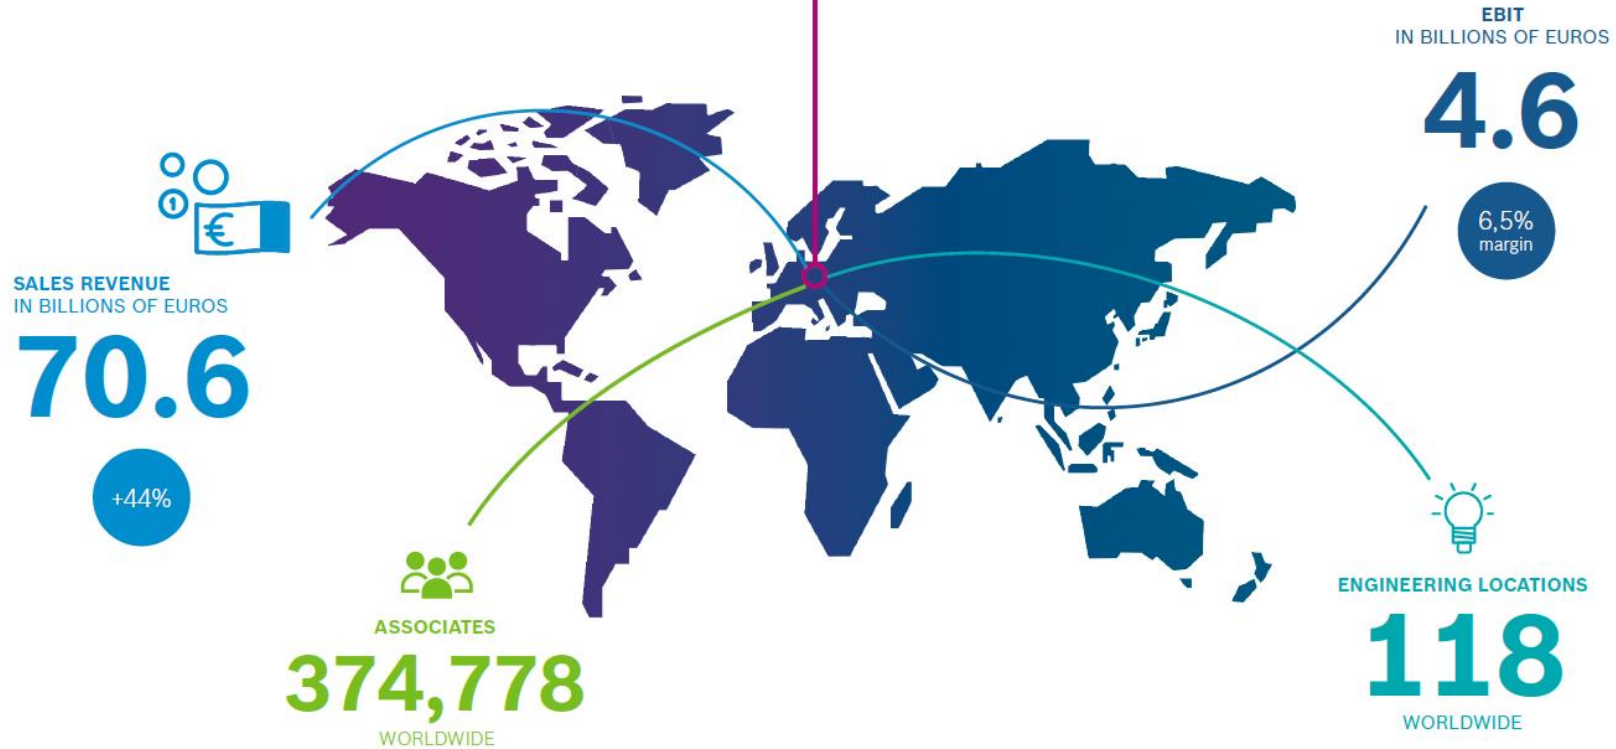 EBIT
IN BILLIONS OF EUROS
4.6
6,5%
margin
1
€
SALES REVENUE
IN BILLIONS OF EUROS
70.6
+44%
ASSOCIATES
374,778
WORLDWIDE
ENGINEERING LOCATIONS
118
WORLDWIDE